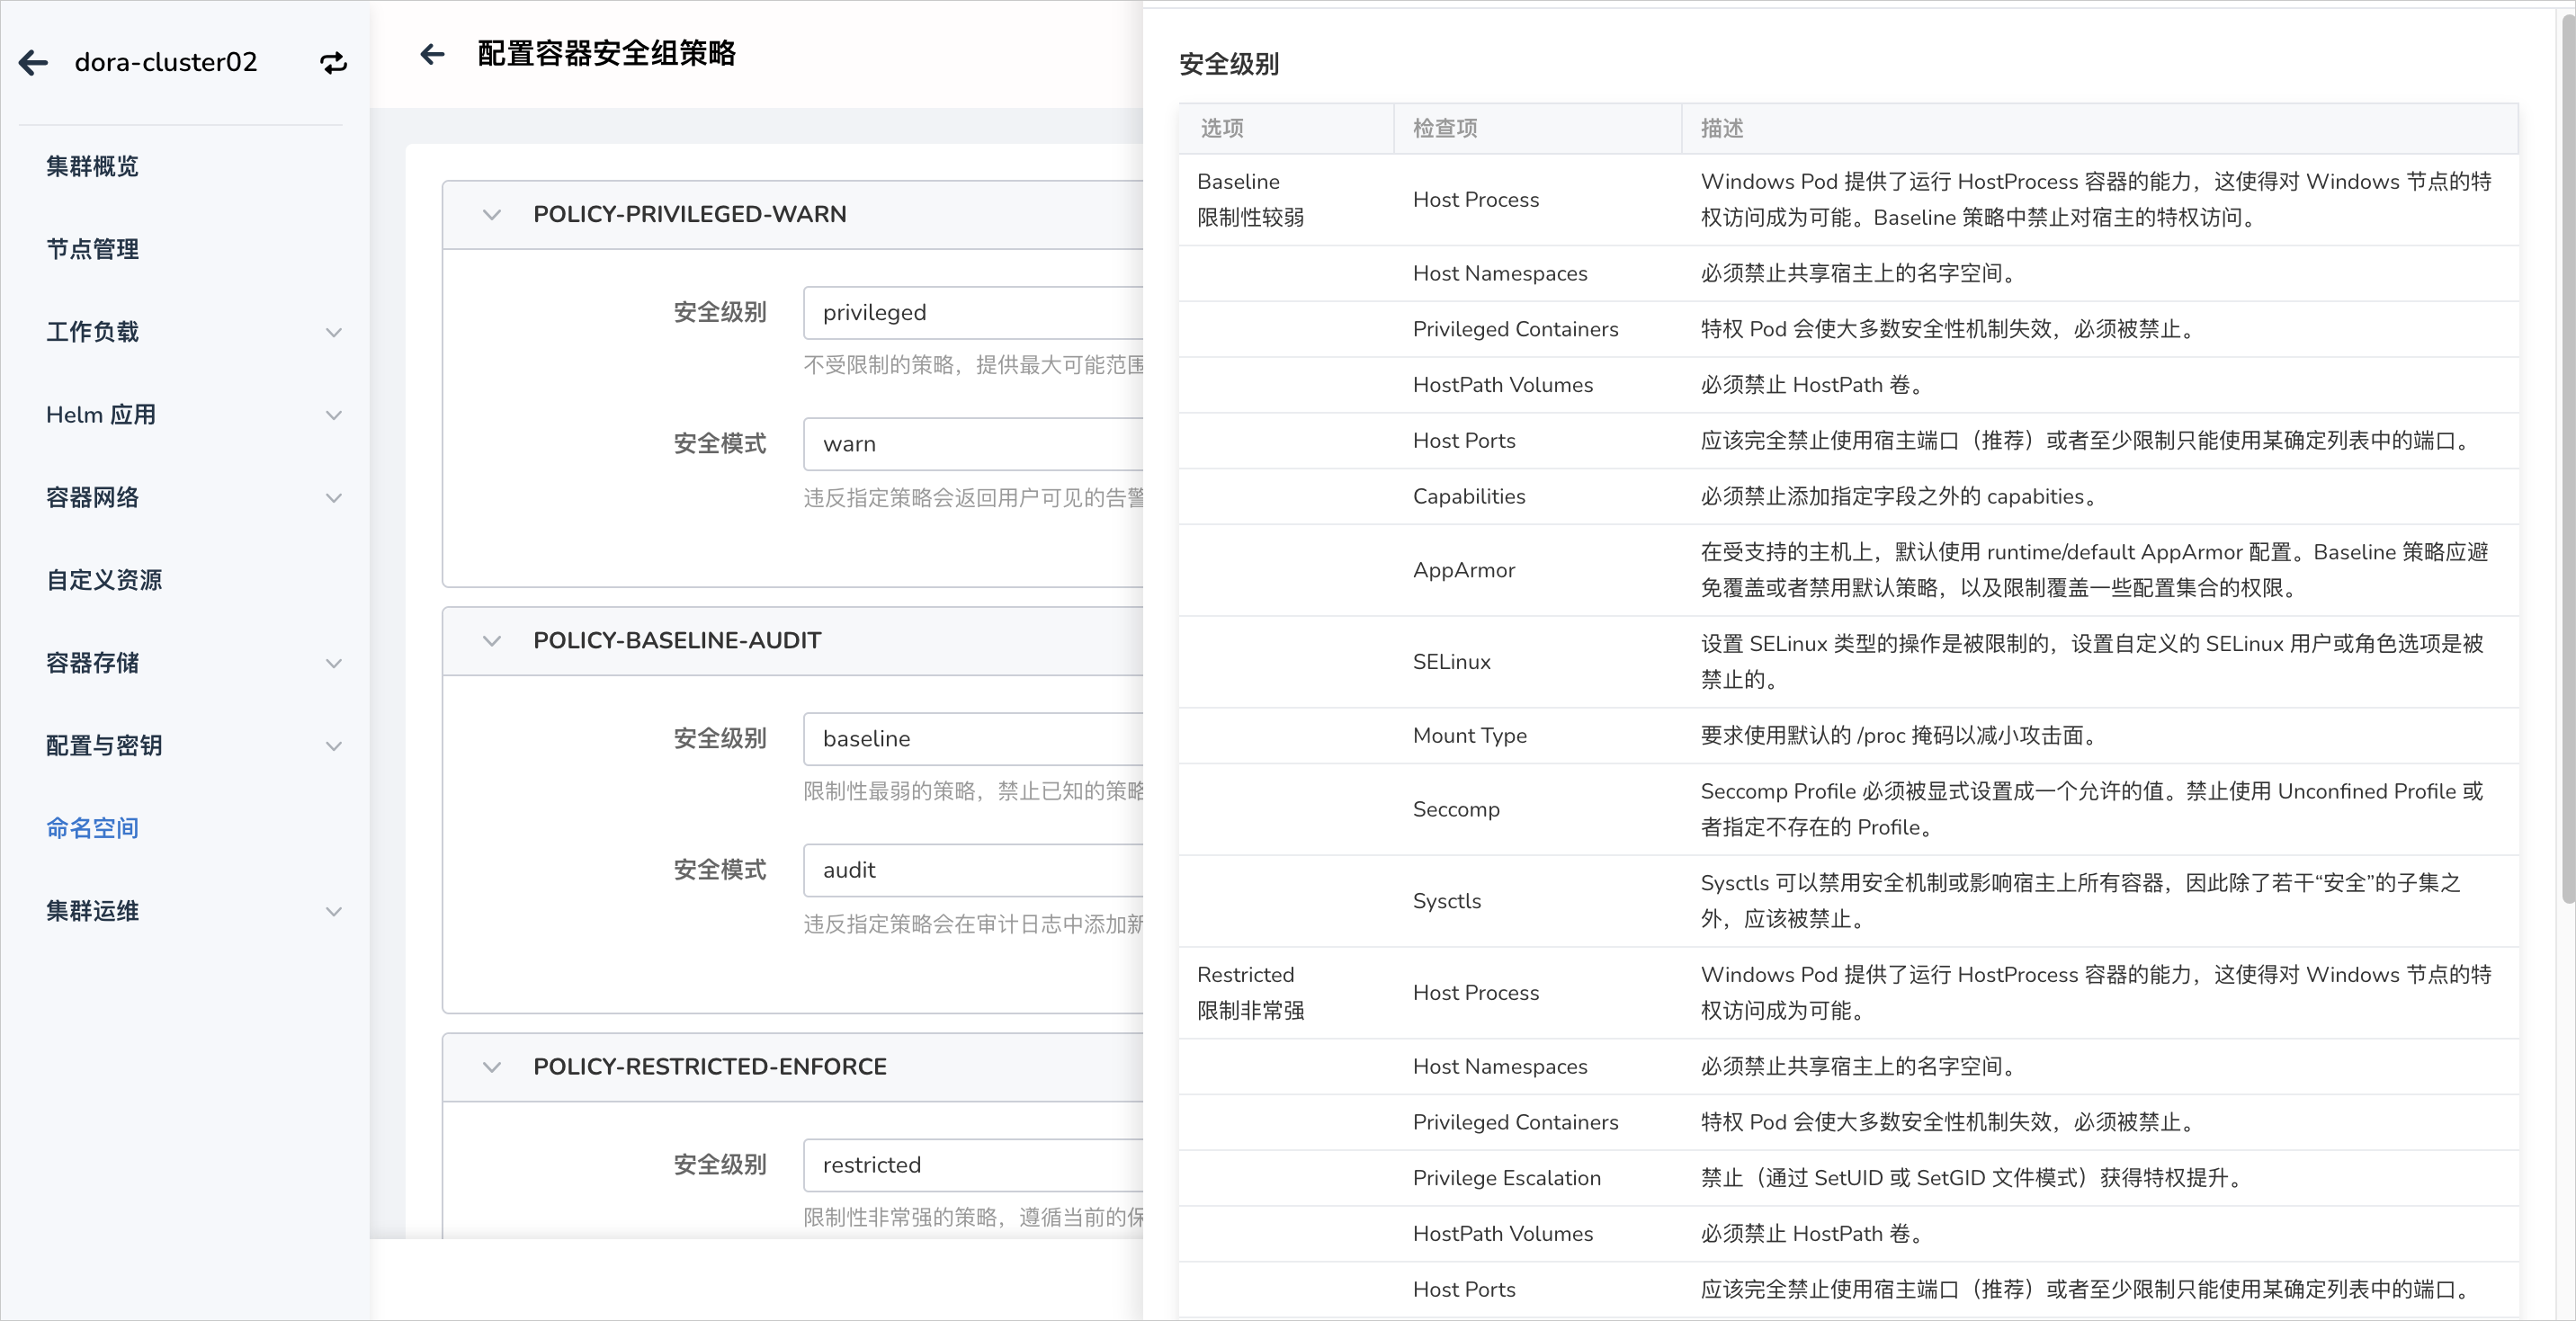 dora-cluster02
集群概览
节点管理
工作负载
Helm 应用
容器网络
自定义资源
容器存储
配置与密钥
命名空间
集群运维
配置容器安全组策略
POLICY-PRIVILEGED-WARN
安全级别
privileged
不受限制的策略，提供最大可能范围
安全模式
warn
违反指定策略会返回用户可见的告警
POLICY-BASELINE-AUDIT
安全级别
baseline
限制性最弱的策略，禁止已知的策略
安全模式
audit
违反指定策略会在审计日志中添加新
POLICY-RESTRICTED-ENFORCE
安全级别
restricted
限制性非常强的策略，遵循当前的保
安全级别
选项 检查项 描述
Baseline
限制性较弱
Host Process
Windows Pod 提供了运行 HostProcess 容器的能力，这使得对 Windows 节点的特
权访问成为可能。Baseline 策略中禁止对宿主的特权访问。
Host Namespaces 必须禁止共享宿主上的名字空间。
Privileged Containers 特权 Pod 会使大多数安全性机制失效，必须被禁止。
HostPath Volumes 必须禁止 HostPath 卷。
Host Ports 应该完全禁止使用宿主端口（推荐）或者至少限制只能使用某确定列表中的端口。
Capabilities 必须禁止添加指定字段之外的 capabities。
AppArmor
在受支持的主机上，默认使用 runtime/default AppArmor 配置。Baseline 策略应避
免覆盖或者禁用默认策略，以及限制覆盖一些配置集合的权限。
SELinux
设置 SELinux 类型的操作是被限制的，设置自定义的 SELinux 用户或角色选项是被
禁止的。
Mount Type 要求使用默认的 /proc 掩码以减小攻击面。
Seccomp
Seccomp Profile 必须被显式设置成一个允许的值。禁止使用 Unconfined Profile 或
者指定不存在的 Profile。
Sysctls
Sysctls 可以禁用安全机制或影响宿主上所有容器，因此除了若干“安全”的子集之
外，应该被禁止。
Restricted
限制非常强
Host Process
Windows Pod 提供了运行 HostProcess 容器的能力，这使得对 Windows 节点的特
权访问成为可能。
Host Namespaces 必须禁止共享宿主上的名字空间。
Privileged Containers 特权 Pod 会使大多数安全性机制失效，必须被禁止。
Privilege Escalation 禁止（通过 SetUID 或 SetGID 文件模式）获得特权提升。
HostPath Volumes 必须禁止 HostPath 卷。
Host Ports 应该完全禁止使用宿主端口（推荐）或者至少限制只能使用某确定列表中的端口。